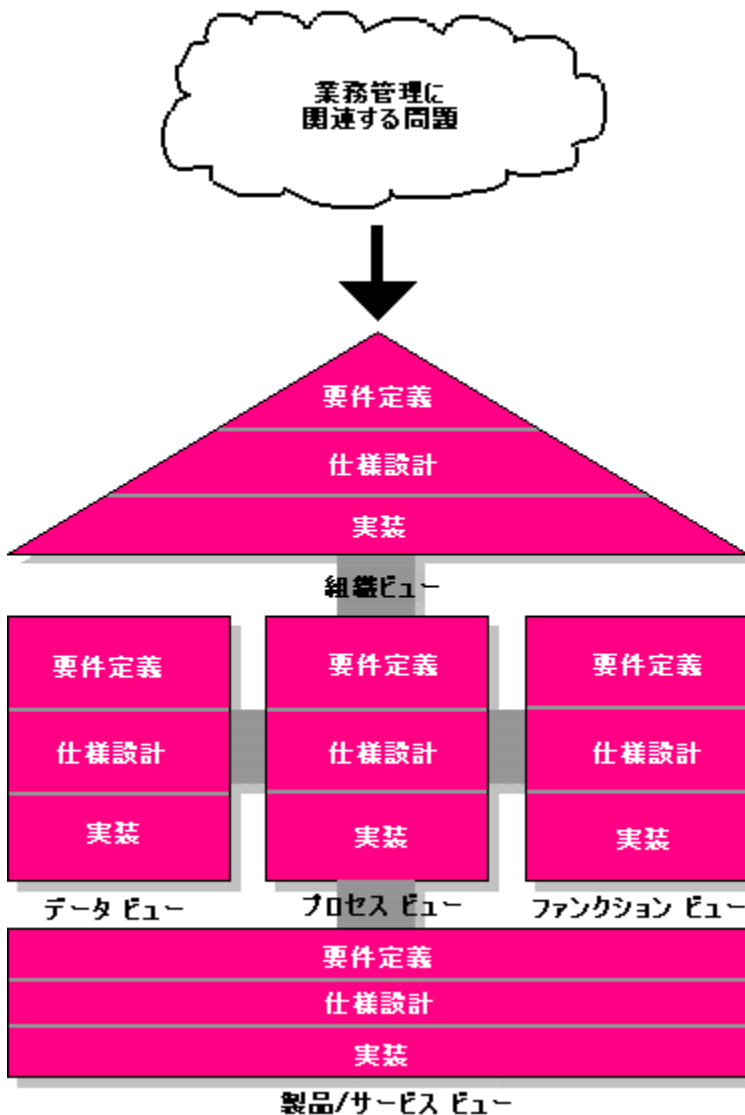 業務管理に
関連する問題
要件定義
仕様設計
実装
組織ビュー
要件定義
仕様設計
実装
データ ビュー
要件定義
仕様設計
実装
プロセス ビュー
要件定義
仕様設計
実装
ファンクション ビュー
要件定義
仕様設計
実装
製品/サービス ビュー